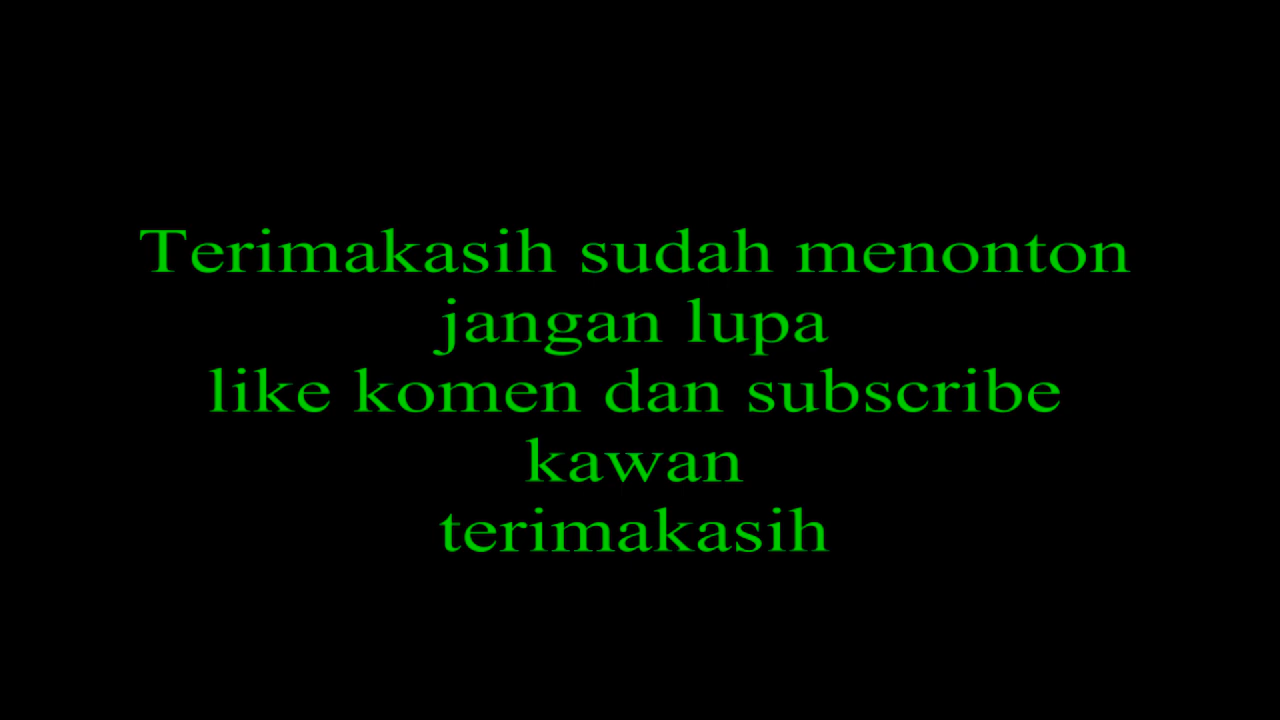 Terimakasih sudah menonton
jangan lupa
like komen dan subscribe
kawan
terimakasih